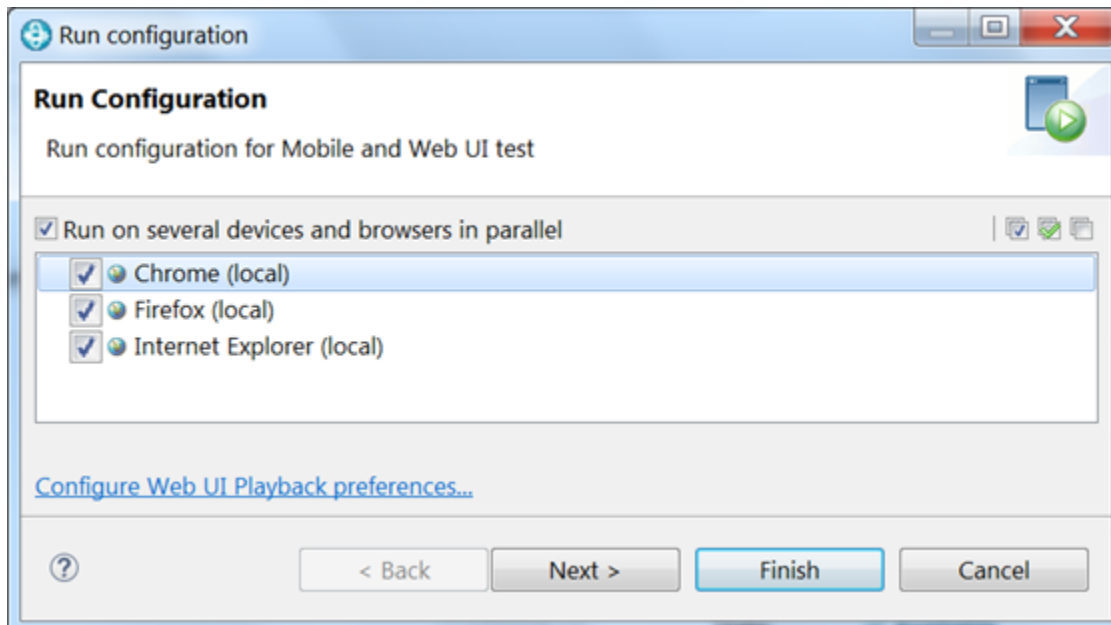 Run configuration
Run Configuration
Run configuration for Mobile and Web UI test
Run on several devices and browsers in parallel
Chrome (local)
Firefox (local)
Internet Explorer (local)
Configure Web UI Playback preferences...
? < Back Next > Finish Cancel